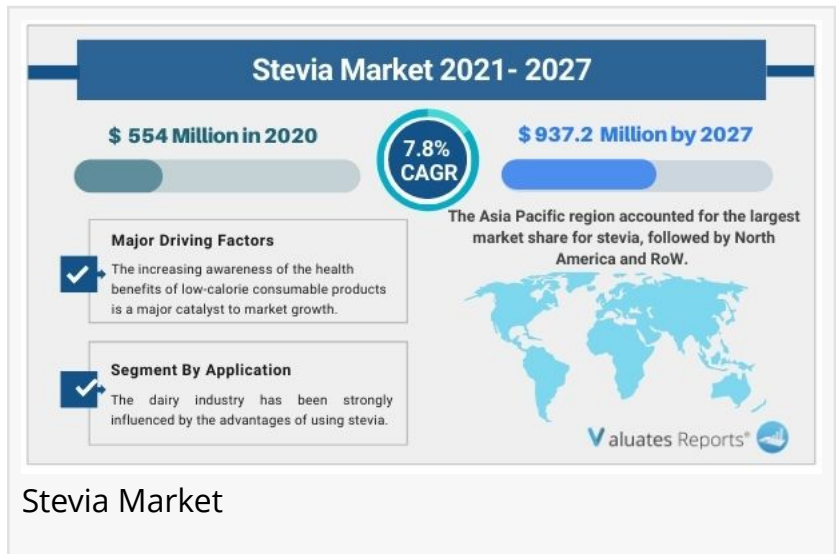 Stevia Market 2021- 2027
$ 554 Million in 2020
7.8%
CAGR
$ 937.2 Million by 2027
The Asia Pacific region accounted for the largest
market share for stevia, followed by North
America and RoW.
Major Driving Factors
The increasing awareness of the health
benefits of low-calorie consumable products
is a major catalyst to market growth.
Segment By Application
The dairy industry has been strongly
influenced by the advantages of using stevia.
Valuates Reports®
Stevia Market